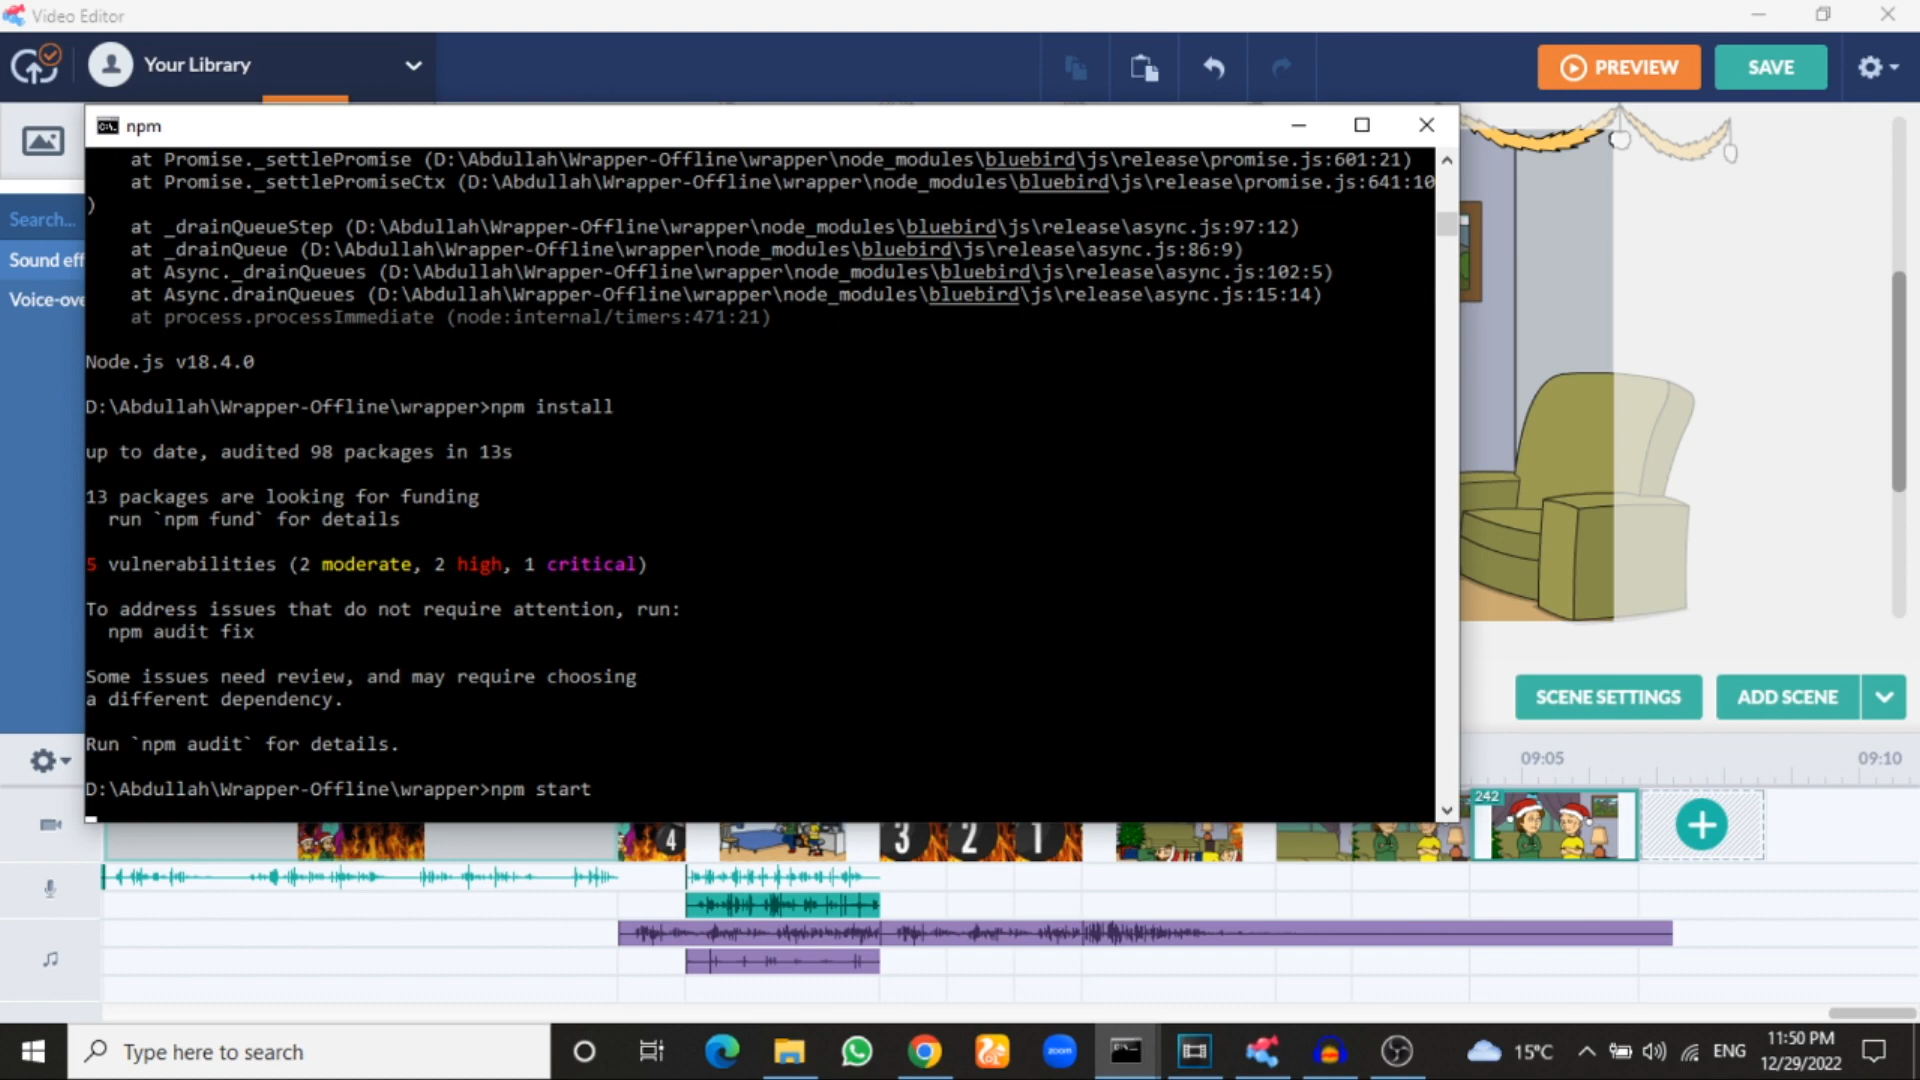 Video Editor
Your Library
PREVIEW
SAVE
npm
at Promise._settlePromise (D:\Abdullah\Wrapper-Offline\wrapper\node_modules\bluebird\js\release\promise.js:601:21)
at Promise._settlePromiseCtx (D:\Abdullah\Wrapper-Offline\wrapper\node_modules\bluebird\js\release\promise.js:641:10
)
at _drainQueueStep (D:\Abdullah\Wrapper-Offline\wrapper\node_modules\bluebird\js\release\async.js:97:12)
at _drainQueue (D:\Abdullah\Wrapper-Offline\wrapper\node_modules\bluebird\js\release\async.js:86:9)
at Async._drainQueues (D:\Abdullah\Wrapper-Offline\wrapper\node_modules\bluebird\js\release\async.js:102:5)
at Async.drainQueues (D:\Abdullah\Wrapper-Offline\wrapper\node_modules\bluebird\js\release\async.js:15:14)
at process.processImmediate (node:internal/timers:471:21)
Node.js v18.4.0
D:\Abdullah\Wrapper-Offline\wrapper>npm install
up to date, audited 98 packages in 13s
13 packages are looking for funding
run `npm fund` for details
5 vulnerabilities (2 moderate, 2 high, 1 critical)
To address issues that do not require attention, run:
npm audit fix
Some issues need review, and may require choosing
a different dependency.
Run `npm audit` for details.
D:\Abdullah\Wrapper-Offline\wrapper>npm start
Search...
Sound eff
Voice-ove
SCENE SETTINGS
ADD SCENE
09:05
09:10
242
4
3
2
1
Type here to search
zoom
15°C
ENG
11:50 PM
12/29/2022